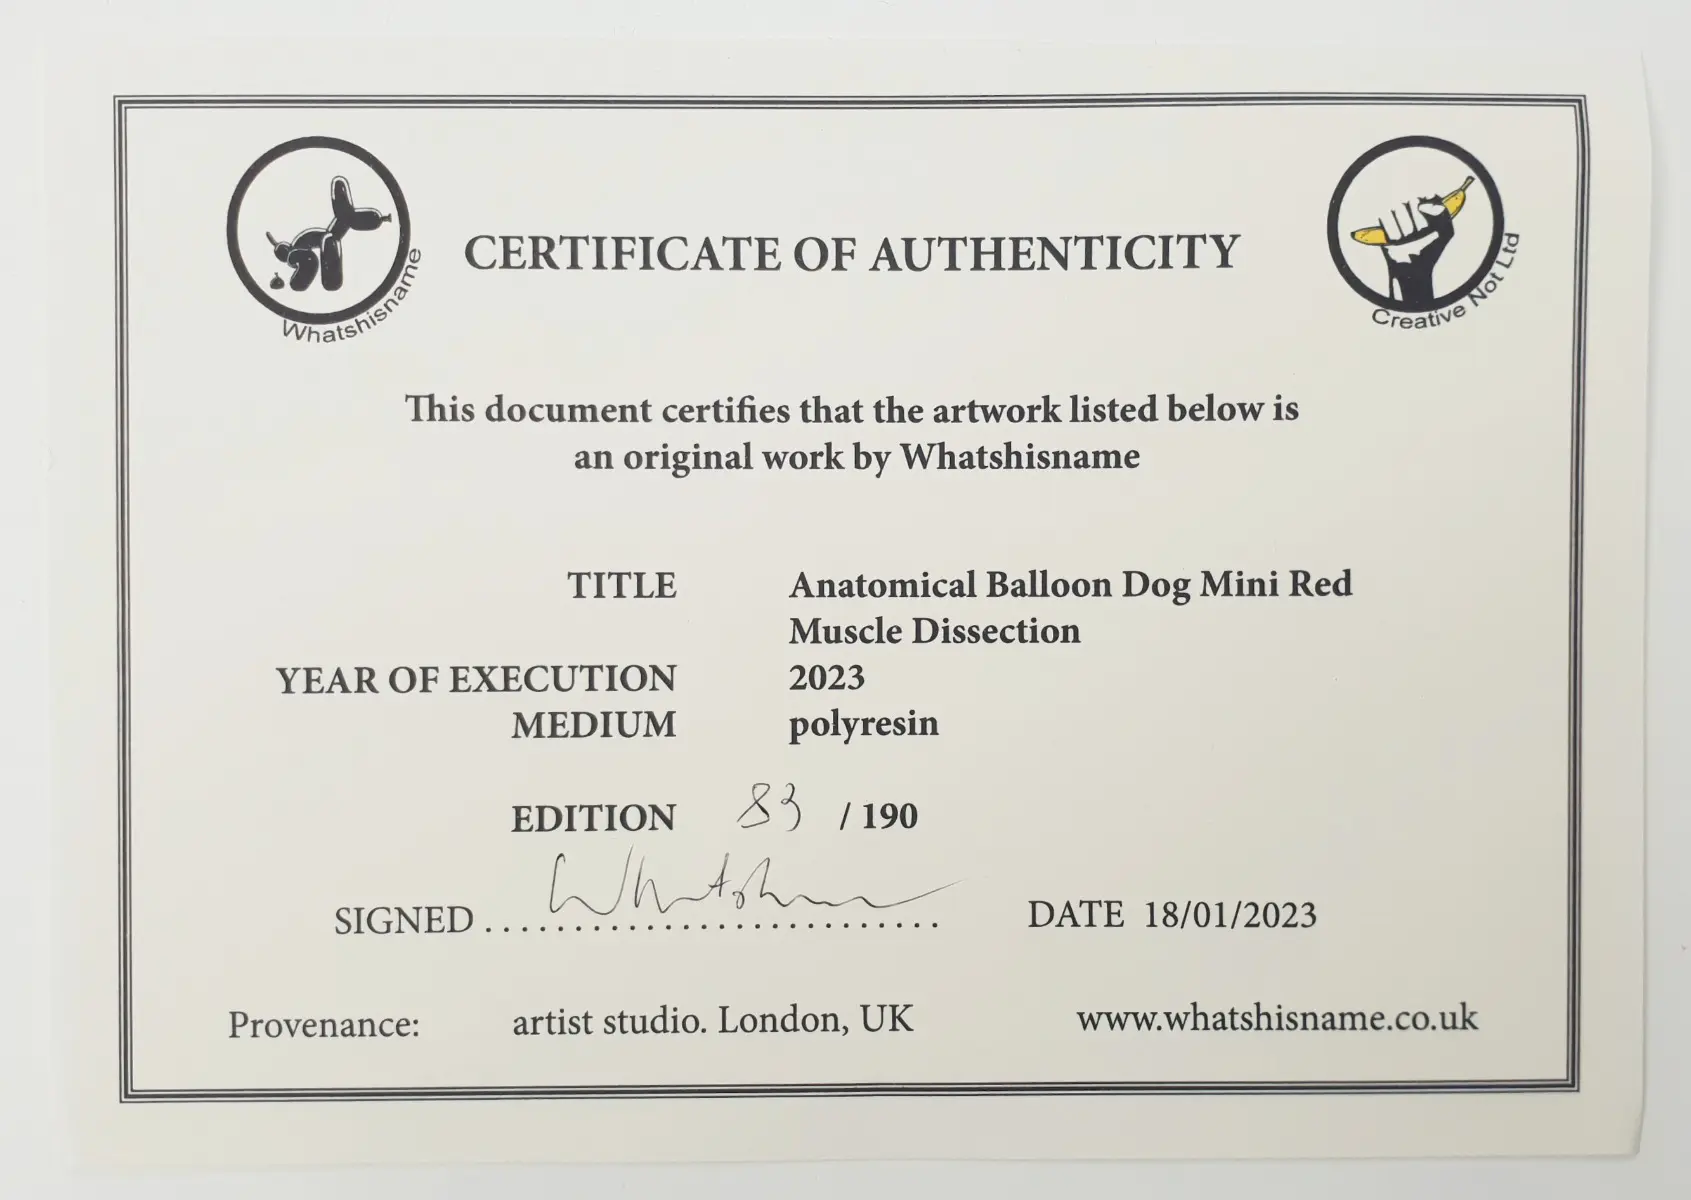 Whatshisname
CERTIFICATE OF AUTHENTICITY
Creative Not Ltd
This document certifies that the artwork listed below is
an original work by Whatshisname
TITLE Anatomical Balloon Dog Mini Red
Muscle Dissection
YEAR OF EXECUTION 2023
MEDIUM polyresin
EDITION 83 / 190
SIGNED ........................... DATE 18/01/2023
Provenance: artist studio. London, UK www.whatshisname.co.uk